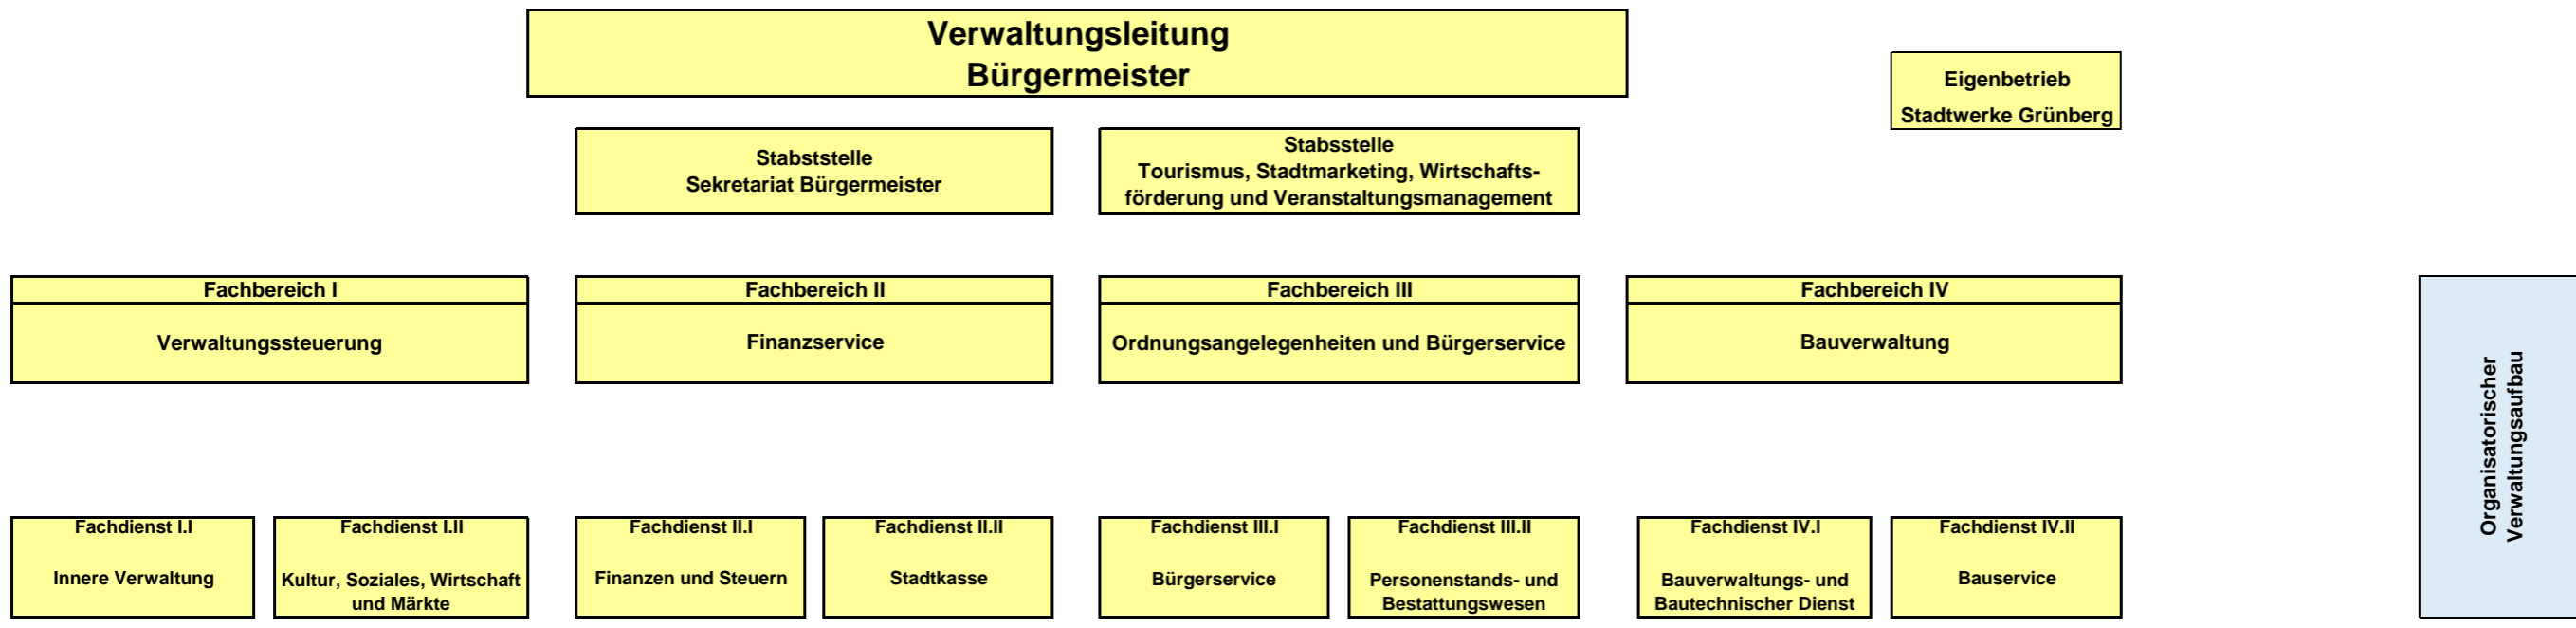 Verwaltungsleitung
Bürgermeister
Eigenbetrieb
Stadtwerke Grünberg
Stabststelle
Sekretariat Bürgermeister
Stabsstelle
Tourismus, Stadtmarketing, Wirtschafts-
förderung und Veranstaltungsmanagement
Fachbereich I
Verwaltungssteuerung
Fachbereich II
Finanzservice
Fachbereich III
Ordnungsangelegenheiten und Bürgerservice
Fachbereich IV
Bauverwaltung
Organisatorischer
Verwaltungsaufbau
Fachdienst I.I
Innere Verwaltung
Fachdienst I.II
Kultur, Soziales, Wirtschaft
und Märkte
Fachdienst II.I
Finanzen und Steuern
Fachdienst II.II
Stadtkasse
Fachdienst III.I
Bürgerservice
Fachdienst III.II
Personenstands- und
Bestattungswesen
Fachdienst IV.I
Bauverwaltungs- und
Bautechnischer Dienst
Fachdienst IV.II
Bauservice